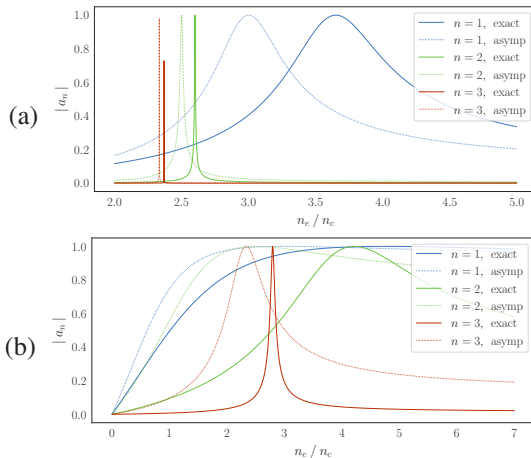 (a)
| a_n |
1.0
0.8
0.6
0.4
0.2
0.0
2.0 2.5 3.0 3.5 4.0 4.5 5.0
n_e / n_c
n = 1, exact
n = 1, asymp
n = 2, exact
n = 2, asymp
n = 3, exact
n = 3, asymp
(b)
| a_n |
1.0
0.8
0.6
0.4
0.2
0.0
0 1 2 3 4 5 6 7
n_e / n_c
n = 1, exact
n = 1, asymp
n = 2, exact
n = 2, asymp
n = 3, exact
n = 3, asymp